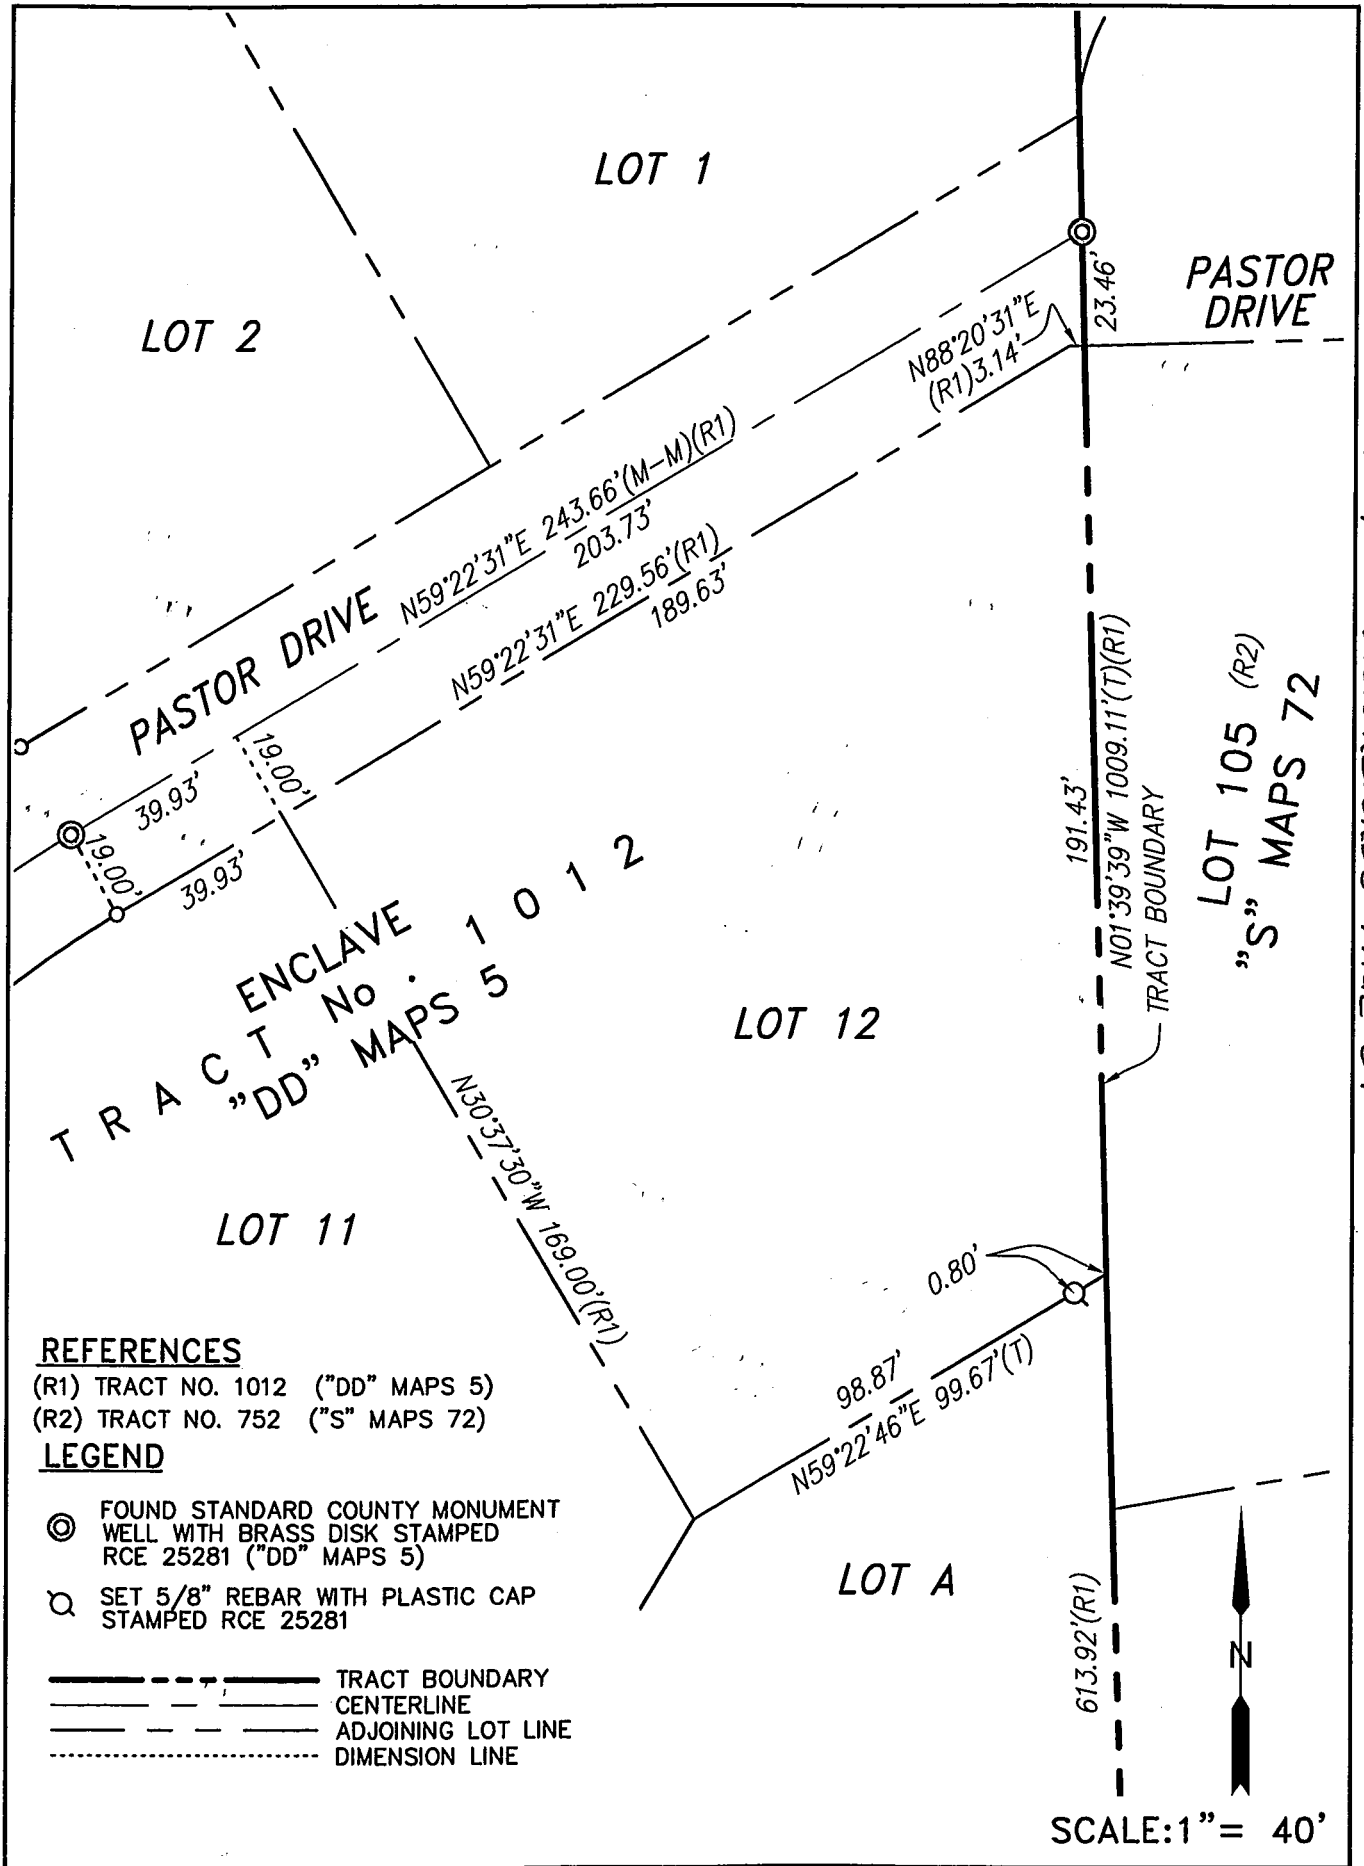 LOT 1
LOT 2
PASTOR
DRIVE
23.46'
N88°20'31"E
(R1)3.14'
N59°22'31"E 243.66'(M-M)(R1)
203.73'
N59°22'31"E 229.56'(R1)
189.63'
PASTOR DRIVE
19.00'
39.93'
19.00'
39.93'
ENCLAVE
TRACT No. 1012
"DD" MAPS 5
191.43'
N01°39'39"W 1009.11'(T)(R1)
TRACT BOUNDARY
LOT 105 (R2)
"S" MAPS 72
LOT 12
N30°37'30"W 169.00'(R1)
LOT 11
0.80'
98.87'
N59°22'46"E 99.67'(T)
LOT A
613.92'(R1)
REFERENCES
(R1) TRACT NO. 1012 ("DD" MAPS 5)
(R2) TRACT NO. 752 ("S" MAPS 72)
LEGEND
FOUND STANDARD COUNTY MONUMENT
WELL WITH BRASS DISK STAMPED
RCE 25281 ("DD" MAPS 5)
SET 5/8" REBAR WITH PLASTIC CAP
STAMPED RCE 25281
TRACT BOUNDARY
CENTERLINE
ADJOINING LOT LINE
DIMENSION LINE
N
SCALE:1"= 40'